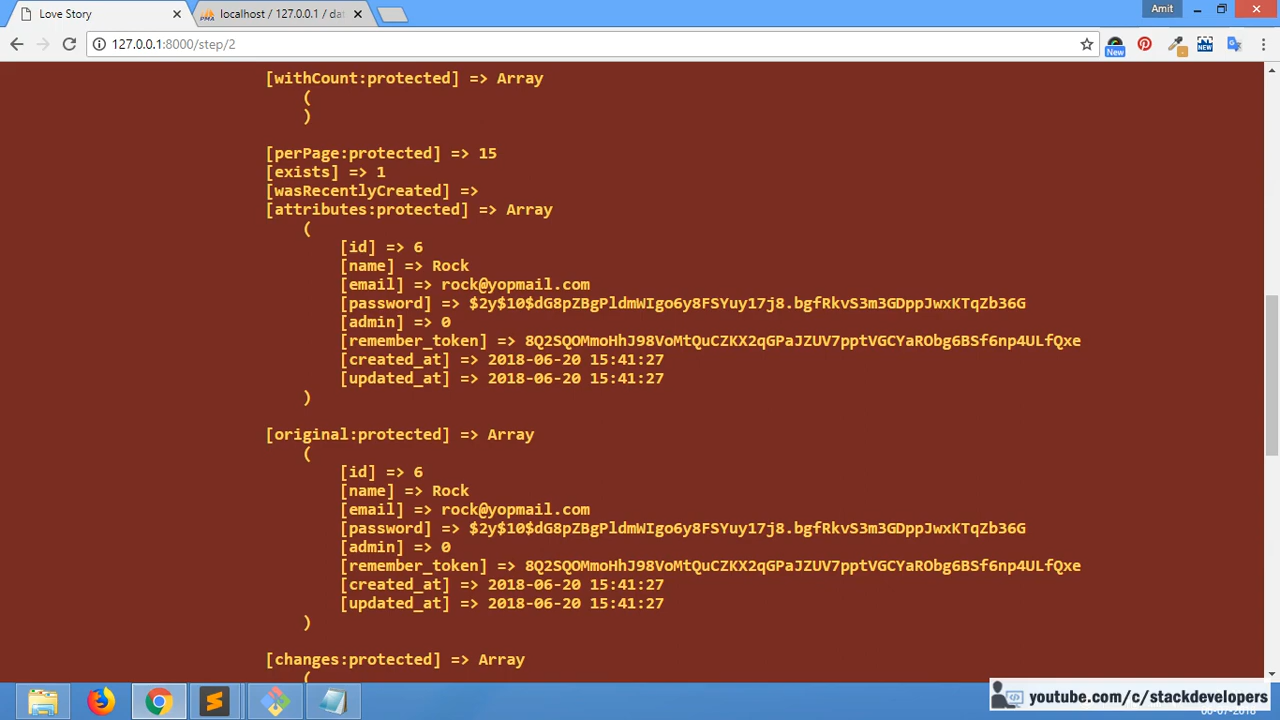 Love Story
localhost / 127.0.0.1 / dat
Amit
127.0.0.1:8000/step/2
New
NEW
[withCount:protected] => Array
(
)
[perPage:protected] => 15
[exists] => 1
[wasRecentlyCreated] =>
[attributes:protected] => Array
(
[id] => 6
[name] => Rock
[email] => rock@yopmail.com
[password] => $2y$10$dG8pZBgPldmWIgo6y8FSYuy17j8.bgfRkvS3m3GDppJwxKTqZb36G
[admin] => 0
[remember_token] => 8Q2SQOMmoHhJ98VoMtQuCZKX2qGPaJZUV7pptVGCYaRObg6BSf6np4ULfQxe
[created_at] => 2018-06-20 15:41:27
[updated_at] => 2018-06-20 15:41:27
)
[original:protected] => Array
(
[id] => 6
[name] => Rock
[email] => rock@yopmail.com
[password] => $2y$10$dG8pZBgPldmWIgo6y8FSYuy17j8.bgfRkvS3m3GDppJwxKTqZb36G
[admin] => 0
[remember_token] => 8Q2SQOMmoHhJ98VoMtQuCZKX2qGPaJZUV7pptVGCYaRObg6BSf6np4ULfQxe
[created_at] => 2018-06-20 15:41:27
[updated_at] => 2018-06-20 15:41:27
)
[changes:protected] => Array
(
youtube.com/c/stackdevelopers